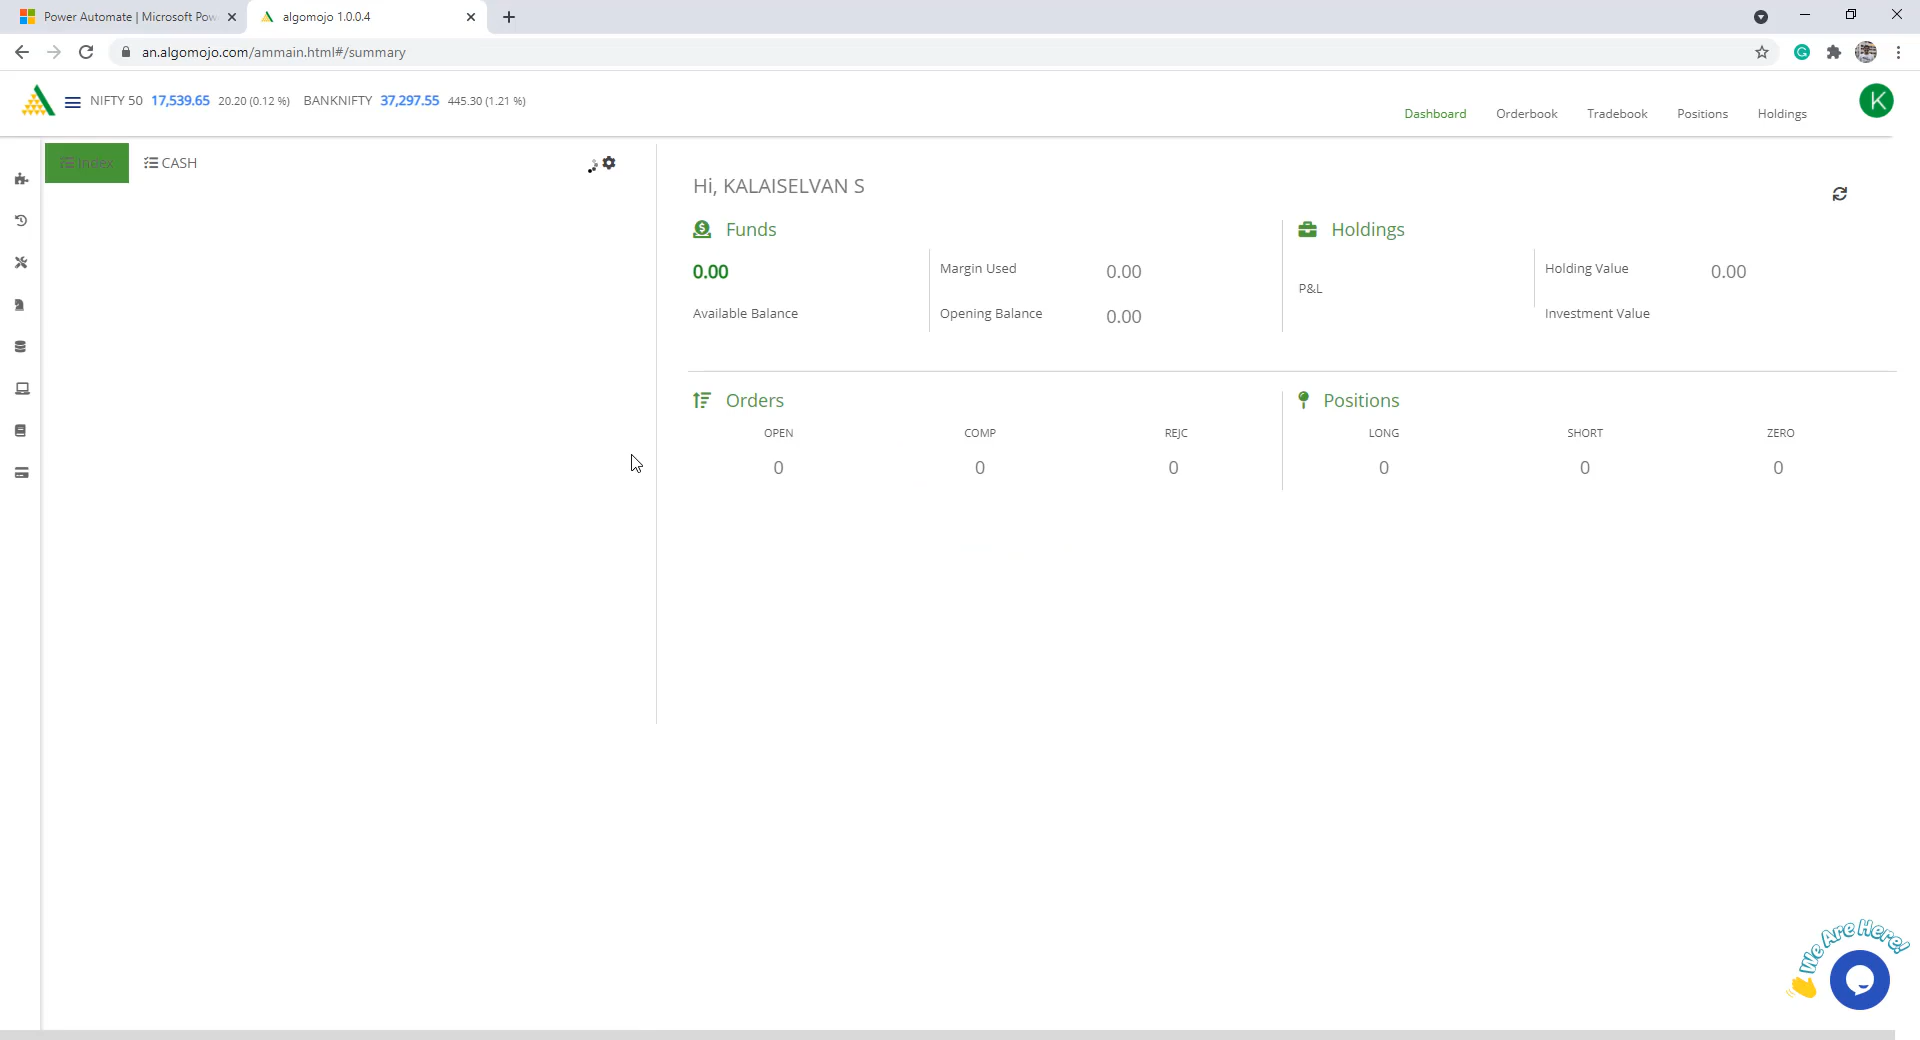 Power Automate | Microsoft Pow
algomojo 1.0.0.4
an.algomojo.com/ammain.html#/summary
NIFTY 50 17,539.65 20.20 (0.12 %) BANKNIFTY 37,297.55 445.30 (1.21 %)
Dashboard Orderbook Tradebook Positions Holdings
K
Index CASH
Hi, KALAISELVAN S
Funds
0.00
Available Balance
Margin Used 0.00
Opening Balance 0.00
Holdings
P&L
Holding Value 0.00
Investment Value
Orders
OPEN COMP REJC
0 0 0
Positions
LONG SHORT ZERO
0 0 0
We Are Here!